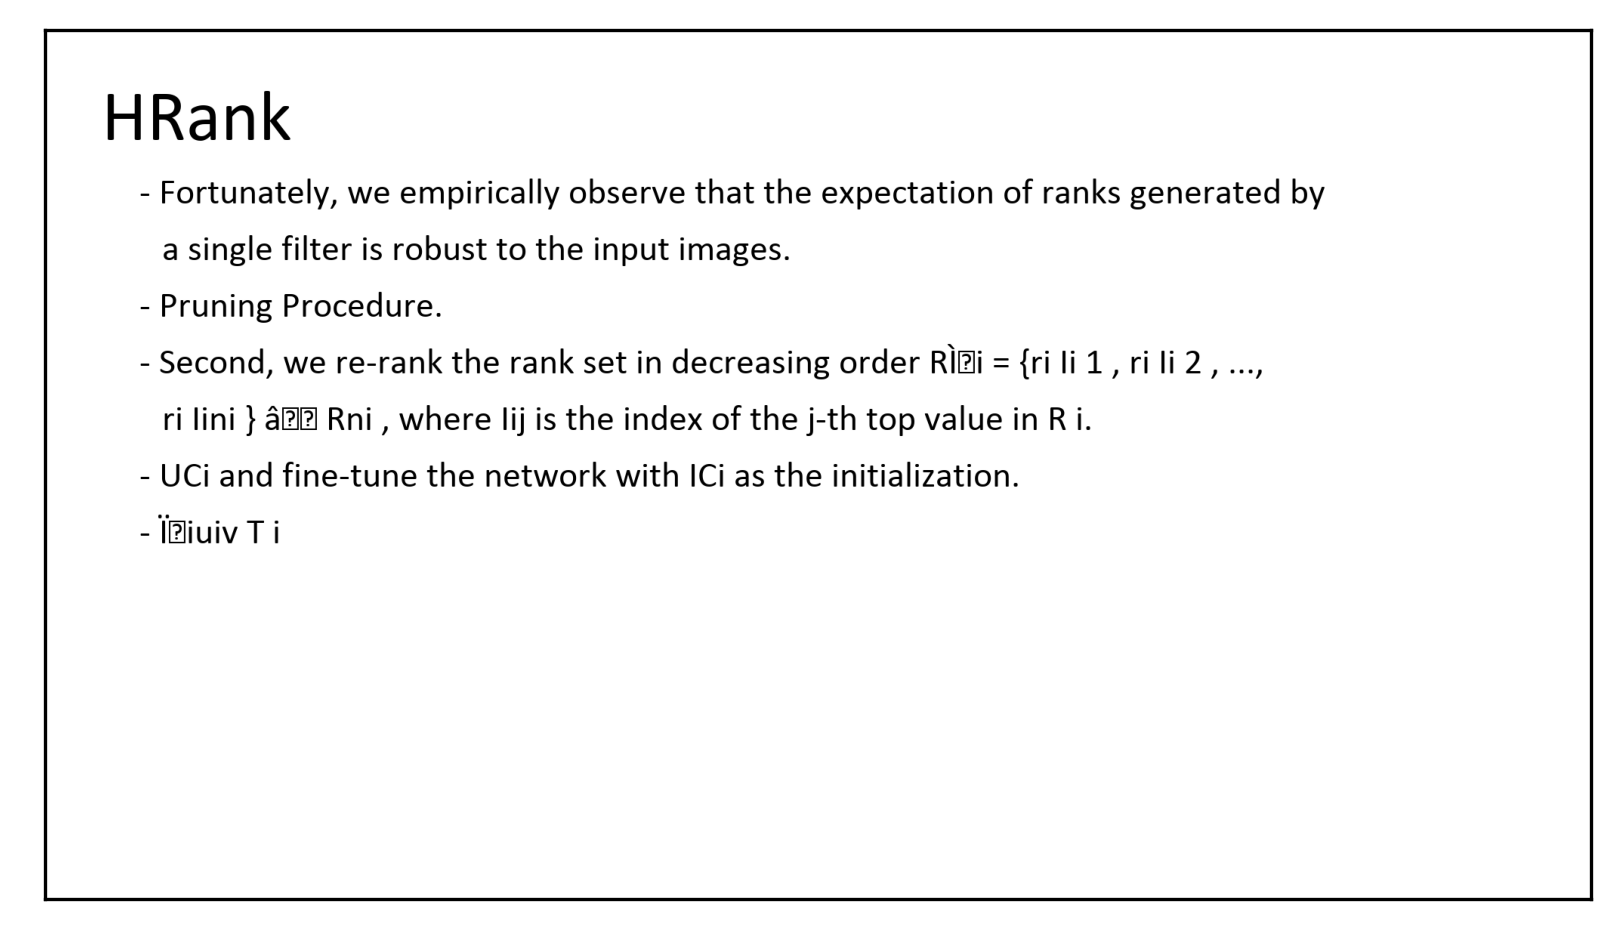 HRank
- Fortunately, we empirically observe that the expectation of ranks generated by
a single filter is robust to the input images.
- Pruning Procedure.
- Second, we re-rank the rank set in decreasing order RÌ�i = {ri Ii 1 , ri Ii 2 , ...,
ri Iini } â�� Rni , where Iij is the index of the j-th top value in R i.
- UCi and fine-tune the network with ICi as the initialization.
- Ï�iuiv T i